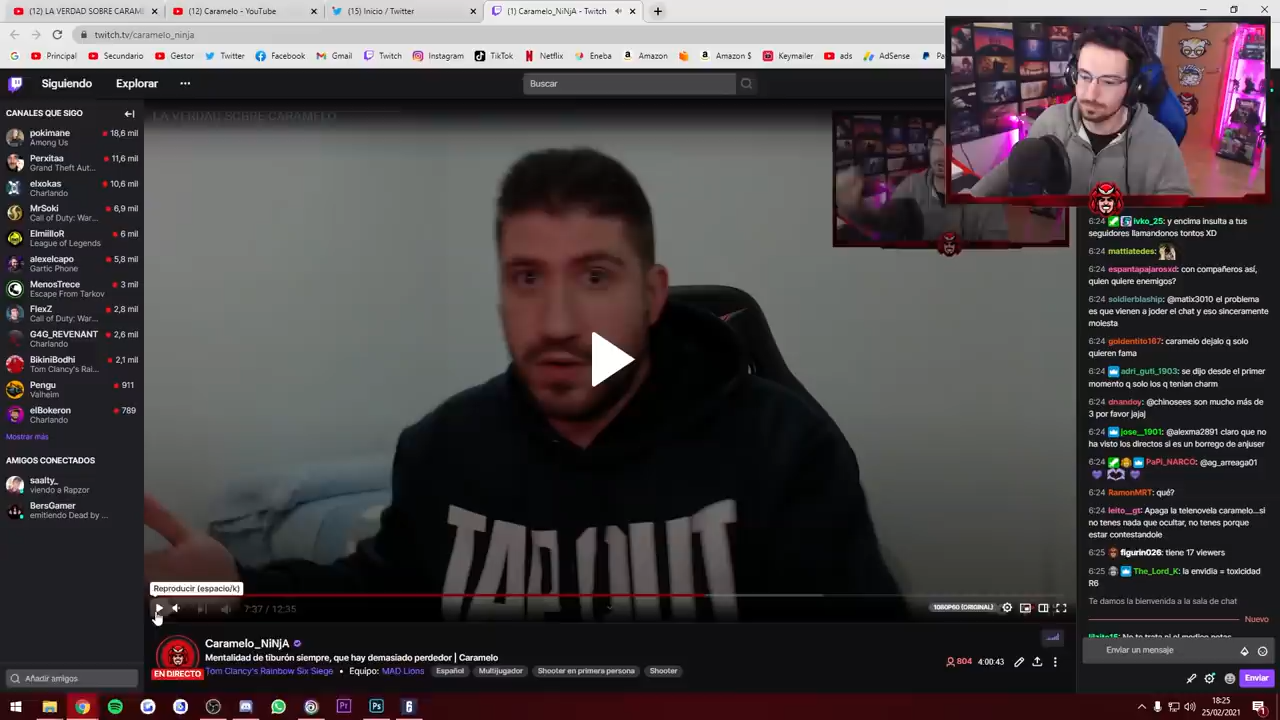 (12) LA VERDAD SOBRE CARAM
(12) Caramelo - YouTube
(15) Inicio / Twitter
(1) Caramelo_NiNjA - Twitch
twitch.tv/caramelo_ninja
Principal
Secundario
Gestor
Twitter
Facebook
Gmail
Twitch
Instagram
TikTok
Netflix
Eneba
Amazon
Amazon
Keymailer
ads
AdSense
Pa
Siguiendo
Explorar
Buscar
CANALES QUE SIGO
pokimane
18,6 mil
Among Us
Perxitaa
11,6 mil
Grand Theft Aut...
elxokas
10,6 mil
Charlando
MrSoki
6,9 mil
Call of Duty: War...
ElmiilloR
6 mil
League of Legends
alexelcapo
5,8 mil
Gartic Phone
MenosTrece
3 mil
Escape From Tarkov
FlexZ
2,8 mil
Call of Duty: War...
G4G_REVENANT
2,6 mil
Tom Clancy's Rai...
BikiniBodhi
2,1 mil
Tom Clancy's Rai...
Pengu
911
Valheim
elBokeron
789
Charlando
Mostrar más
AMIGOS CONECTADOS
saalty_
viendo a Rapzor
BersGamer
emitiendo Dead by ...
Añadir amigos
LA VERDAD SOBRE CARAMELO
Reproducir (espacio/k)
7:37 / 12:35
1080P60 (ORIGINAL)
EN DIRECTO
Caramelo_NiNjA
Mentalidad de tiburón siempre, que hay demasiado perdedor | Caramelo
Tom Clancy's Rainbow Six Siege • Equipo: MAD Lions
Español
Multijugador
Shooter en primera persona
Shooter
804
4:00:43
6:24 ivko_25: y encima insulta a tus
seguidores llamandonos tontos XD
6:24 mattiatedes:
6:24 espantapajarosxd: con compañeros así,
quien quiere enemigos?
6:24 soldierblaship: @matix3010 el problema
es que vienen a joder el chat y eso sinceramente
molesta
6:24 goldentito167: caramelo dejalo q solo
quieren fama
6:24 adri_guti_1903: se dijo desde el primer
momento q solo los q tenian charm
6:24 dnandoy: @chinosees son mucho más de
3 por favor jajaj
6:24 jose__1901: @alexma2891 claro que no
ha visto los directos si es un borrego de anjuser
6:24 PaPi_NARCO: @ag_arreaga01
6:24 RamonMRT: qué?
6:24 leito__gt: Apaga la telenovela caramelo...si
no tenes nada que ocultar, no tenes porque
estar contestandole
6:25 figurin026: tiene 17 viewers
6:25 The_Lord_K: la envidia = toxicidad
R6
Te damos la bienvenida a la sala de chat
Nuevo
Enviar un mensaje
Enviar
18:25
25/02/2021